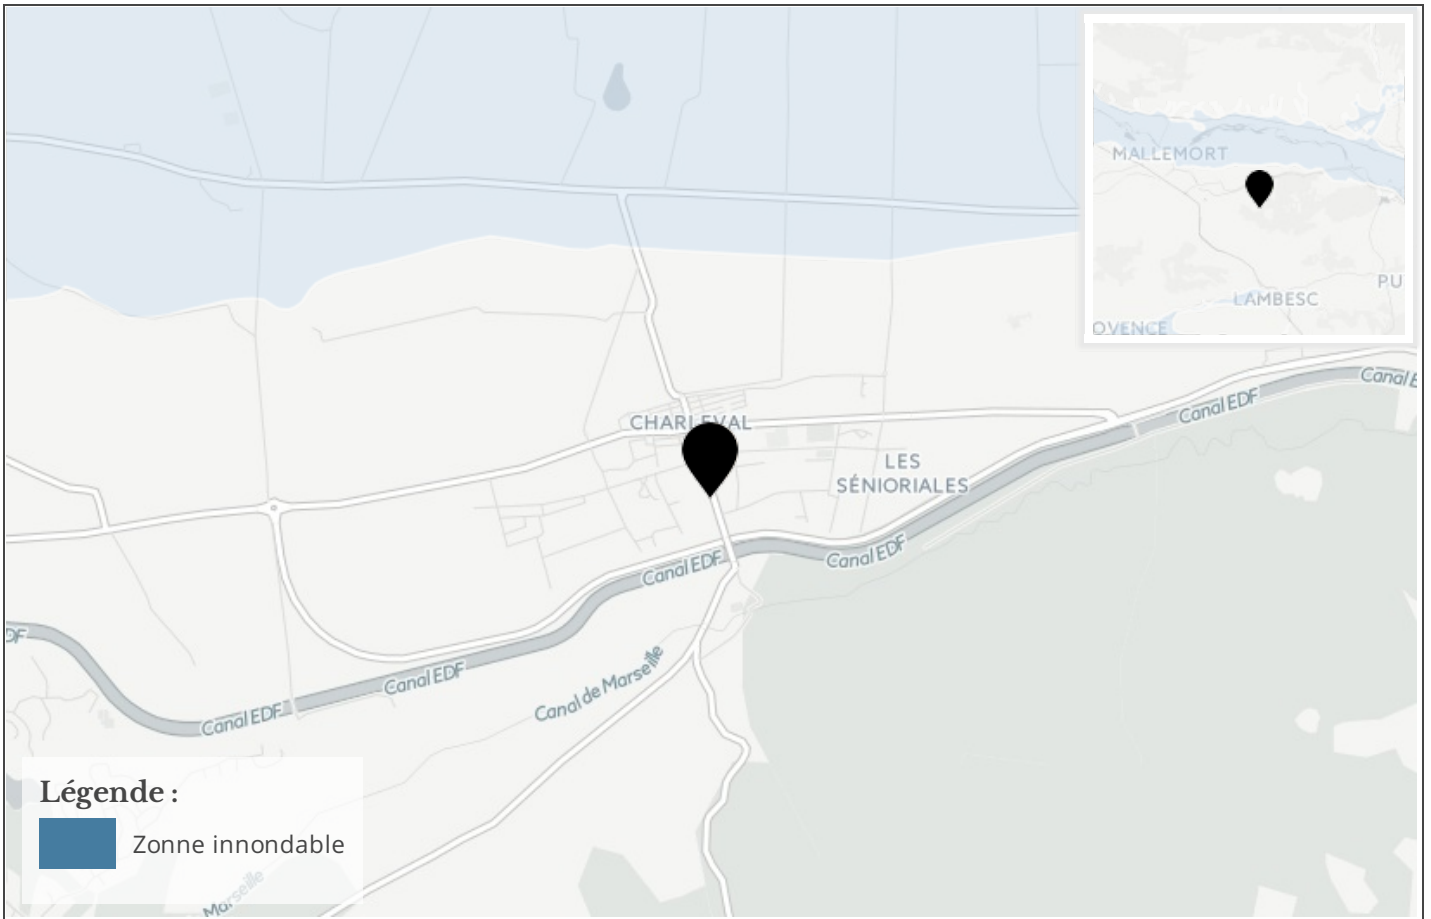 MALLEMORT
LAMBESC
PU
OVENCE
Canal E
Canal EDF
CHARLEVAL
LES
SÉNIORIALES
Canal EDF
Canal EDF
DF
Canal de Marseille
Canal EDF
Canal EDF
Légende :
Zonne innondable
Marseille